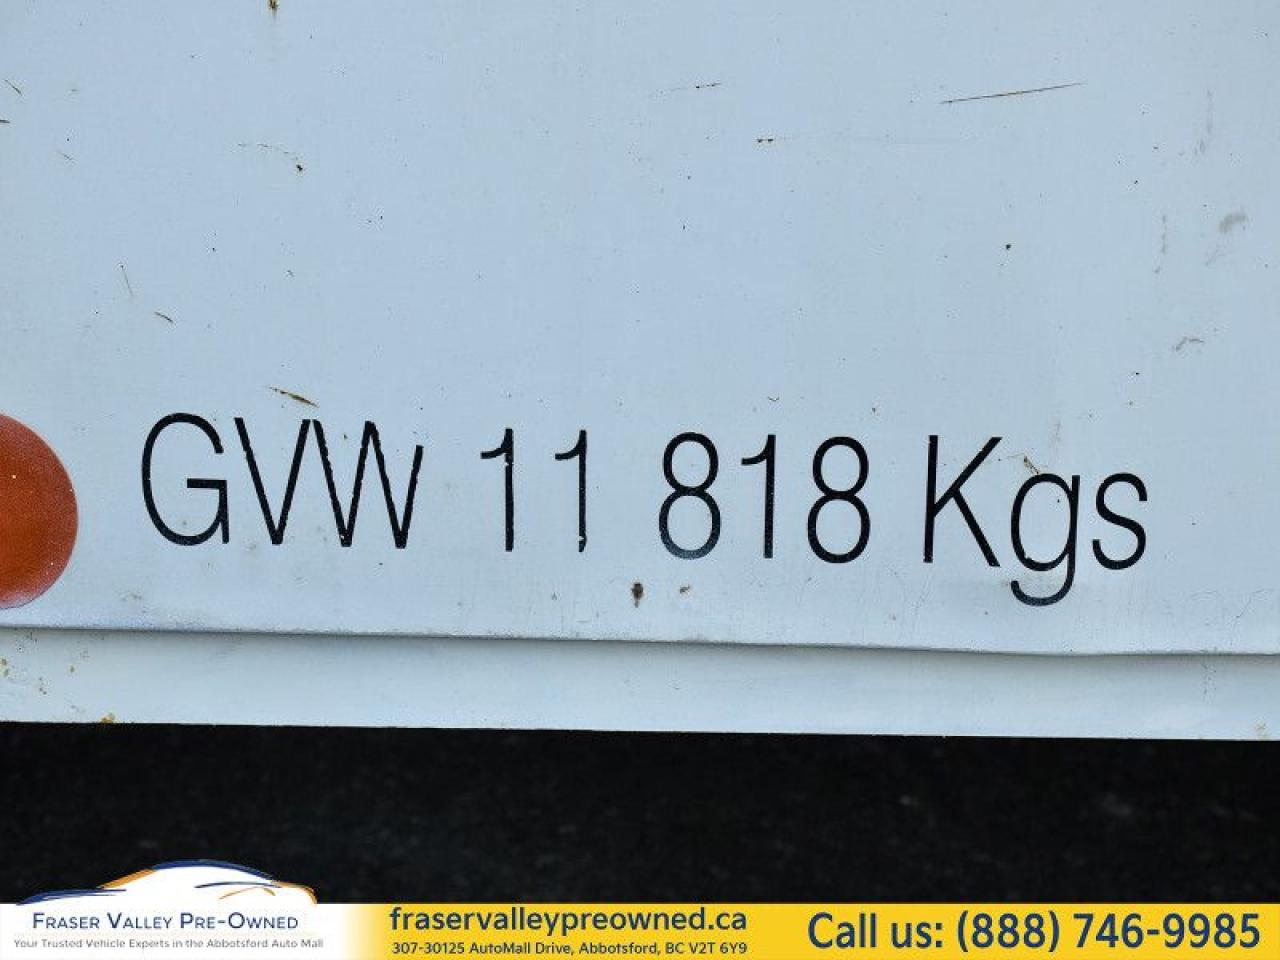 GVW 11 818 Kgs
FRASER VALLEY PRE-OWNED
Your Trusted Vehicle Experts in the Abbotsford Auto Mall
fraservalleypreowned.ca
307-30125 AutoMall Drive, Abbotsford, BC V2T 6Y9
Call us: (888) 746-9985